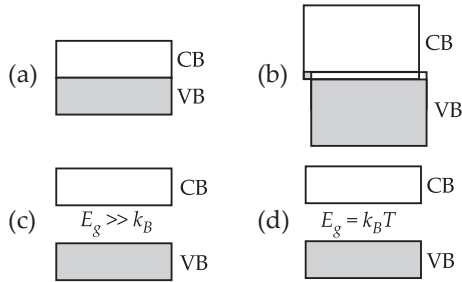 (a) CB
VB
(b) CB
VB
(c) CB
E_g >> k_B
VB
(d) CB
E_g = k_BT
VB